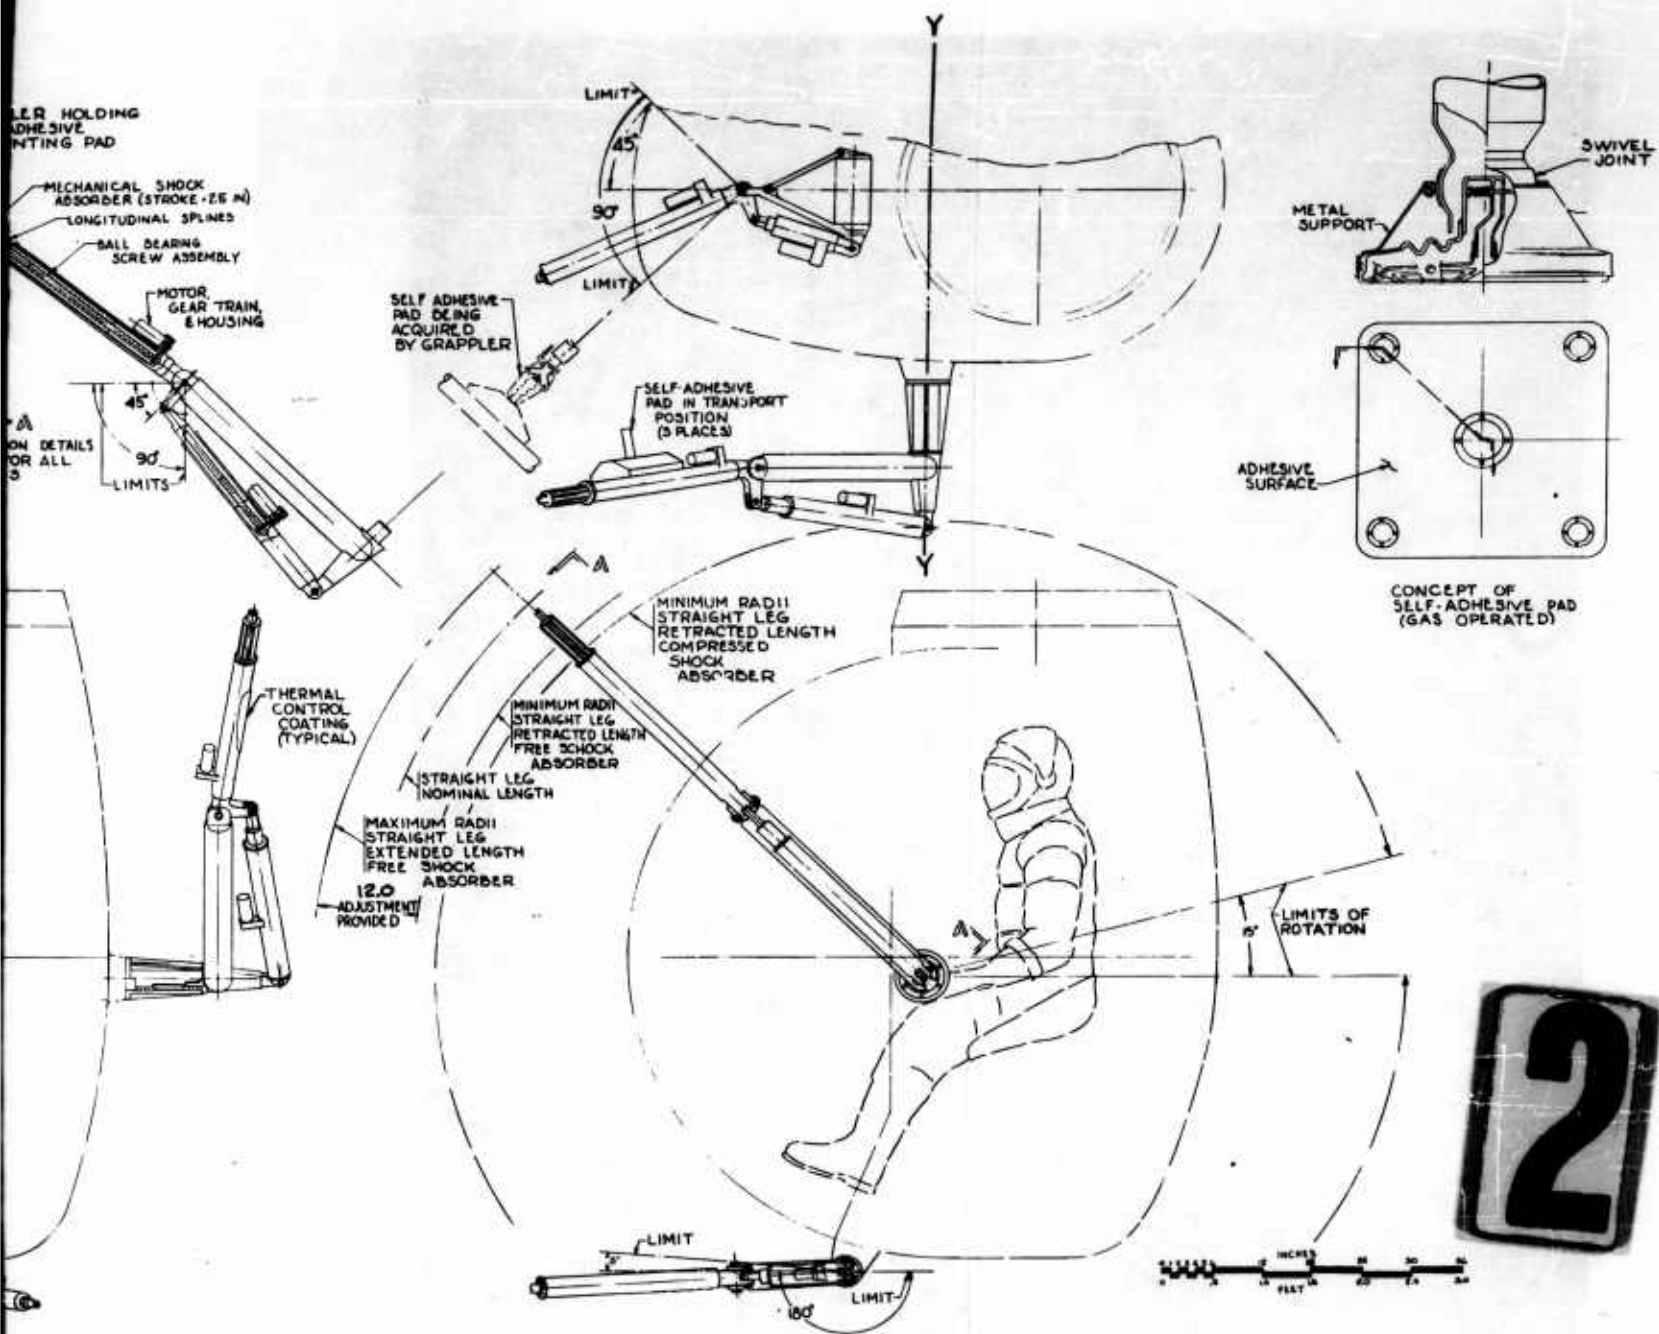 LER HOLDING
ADHESIVE
NTING PAD
MECHANICAL SHOCK
ABSORBER (STROKE - 2.5 IN)
LONGITUDINAL SPLINES
BALL BEARING
SCREW ASSEMBLY
MOTOR,
GEAR TRAIN,
& HOUSING
45°
90°
LIMITS
A
ON DETAILS
OR ALL
S
Y
LIMIT
45°
90°
LIMIT
SELF ADHESIVE
PAD BEING
ACQUIRED
BY GRAPPLER
SELF-ADHESIVE
PAD IN TRANSPORT
POSITION
(3 PLACES)
Y
SWIVEL
JOINT
METAL
SUPPORT
ADHESIVE
SURFACE
CONCEPT OF
SELF-ADHESIVE PAD
(GAS OPERATED)
A
MINIMUM RADII
STRAIGHT LEG
RETRACTED LENGTH
COMPRESSED
SHOCK
ABSORBER
THERMAL
CONTROL
COATING
(TYPICAL)
MINIMUM RADII
STRAIGHT LEG
RETRACTED LENGTH
FREE SCHOCK
ABSORBER
STRAIGHT LEG
NOMINAL LENGTH
MAXIMUM RADII
STRAIGHT LEG
EXTENDED LENGTH
FREE SHOCK
ABSORBER
12.0
ADJUSTMENT
PROVIDED
A
15°
LIMITS OF
ROTATION
2
LIMIT
180°
LIMIT
INCHES
FEET